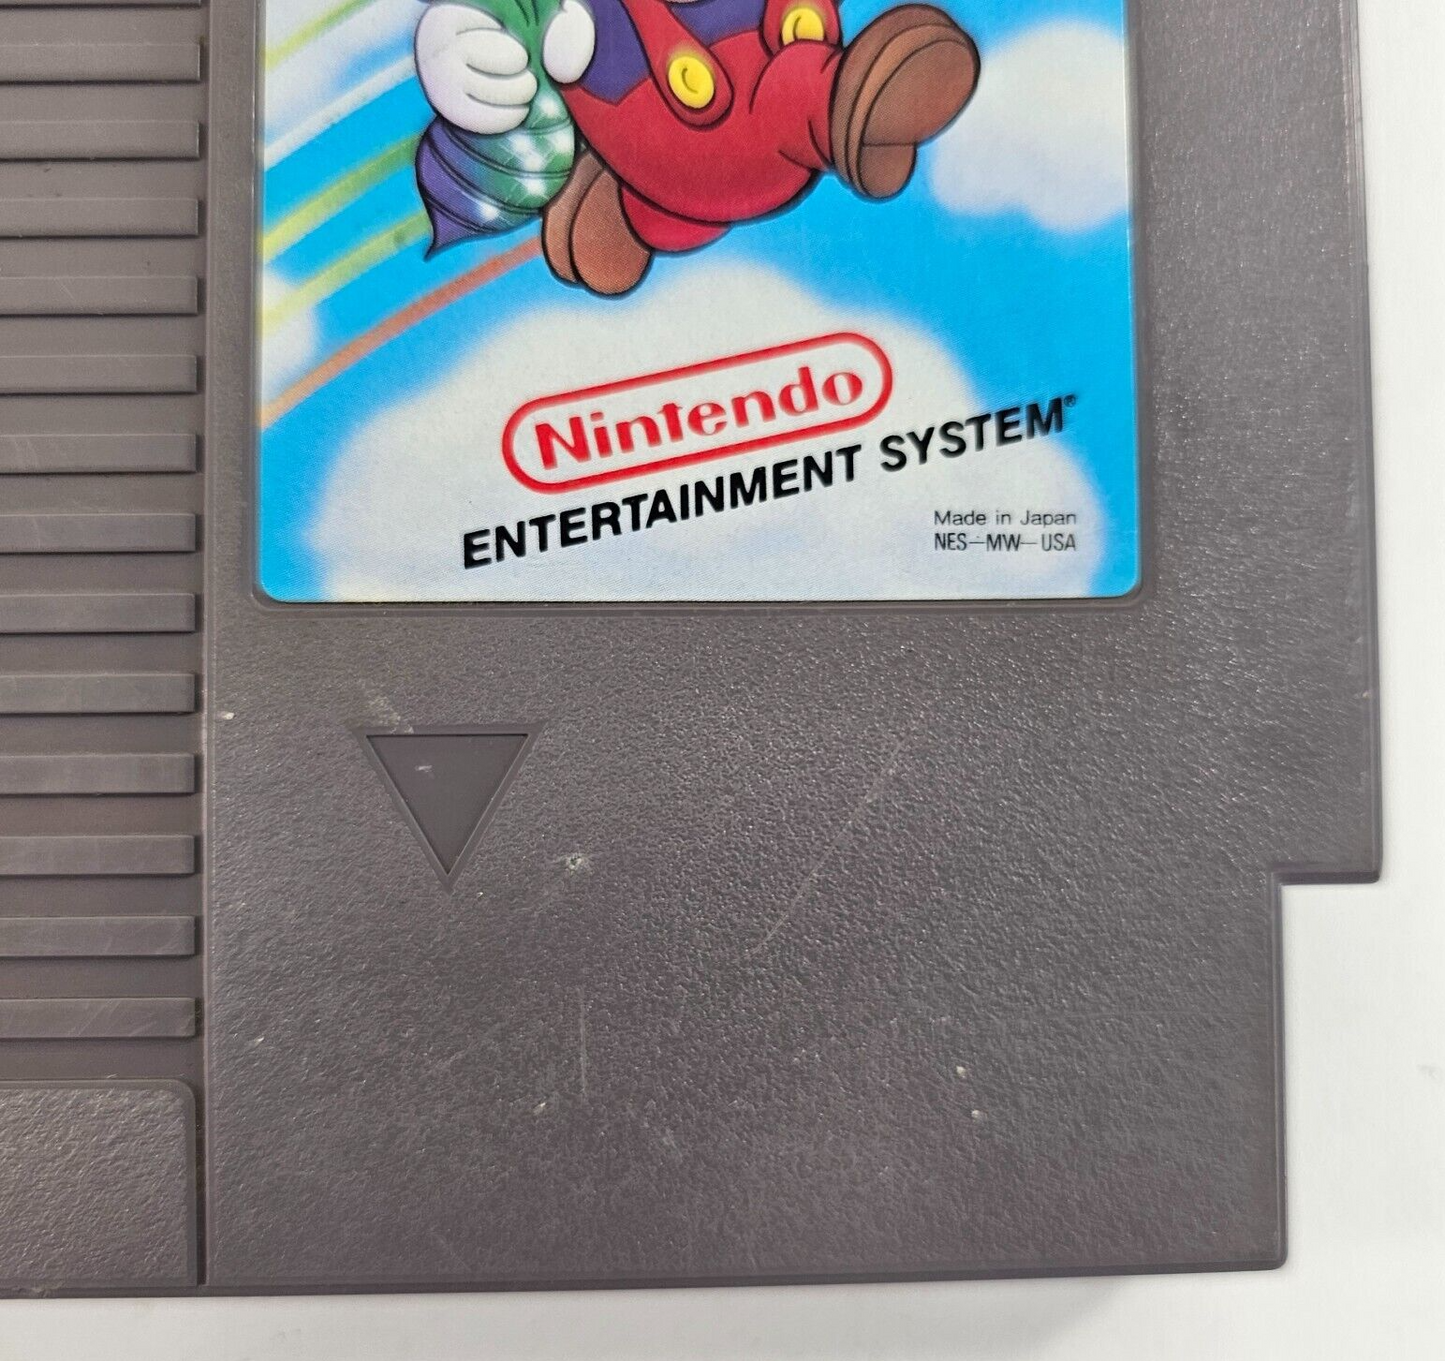 Nintendo
ENTERTAINMENT SYSTEM®
Made in Japan
NES-MW-USA